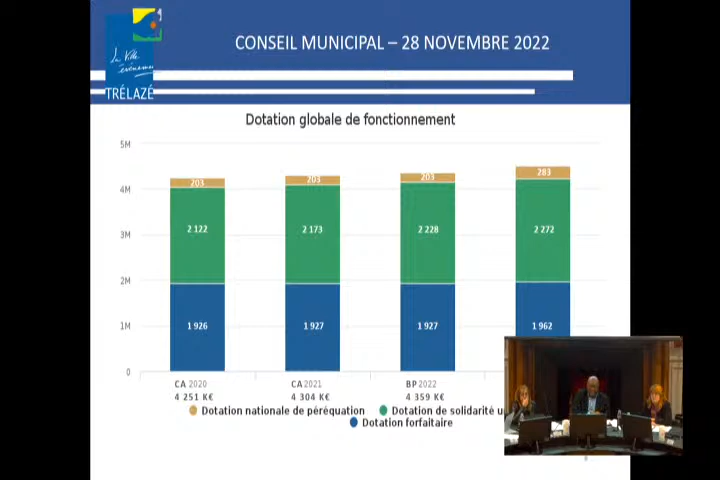 La Ville
TRÉLAZÉ
CONSEIL MUNICIPAL – 28 NOVEMBRE 2022
Dotation globale de fonctionnement
5M
4M
3M
2M
1M
0
203 203 203 283
2 122 2 173 2 228 2 272
1 926 1 927 1 927 1 962
CA 2020 CA 2021 BP 2022
4 251 K€ 4 304 K€ 4 359 K€
Dotation nationale de péréquation Dotation de solidarité
Dotation forfaitaire